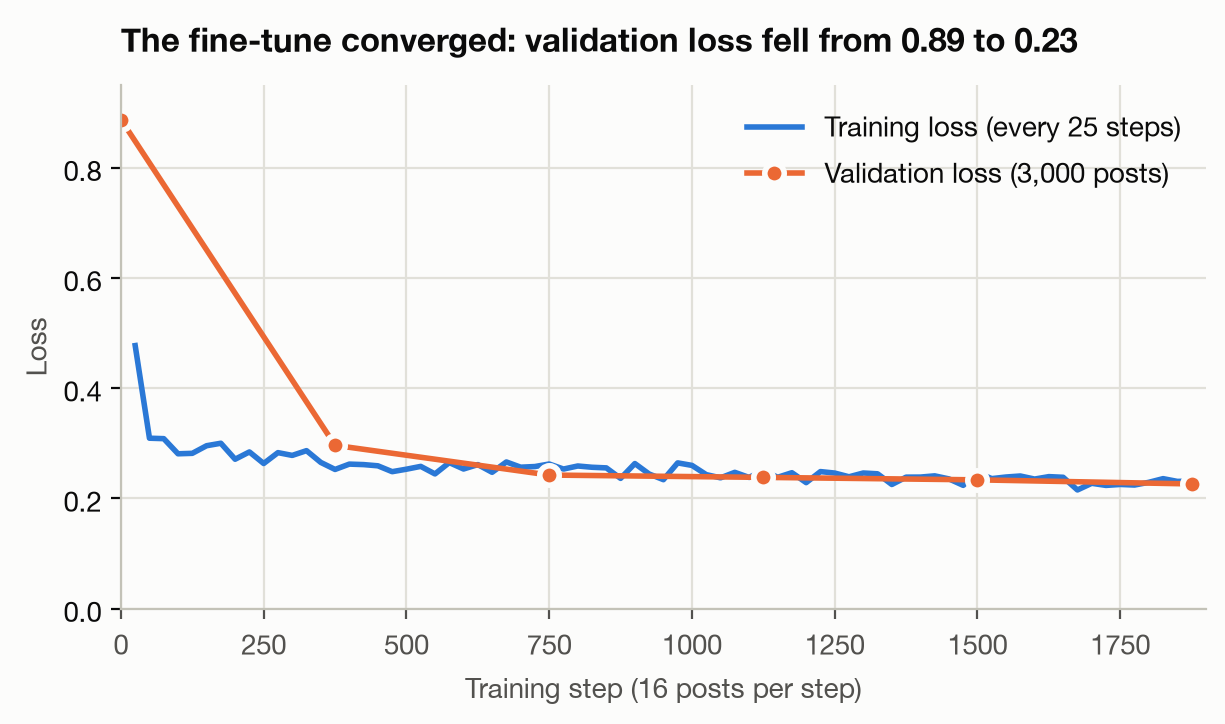 The fine-tune converged: validation loss fell from 0.89 to 0.23
Training loss (every 25 steps)
Validation loss (3,000 posts)
Loss
0.8
0.6
0.4
0.2
0.0
0 250 500 750 1000 1250 1500 1750
Training step (16 posts per step)